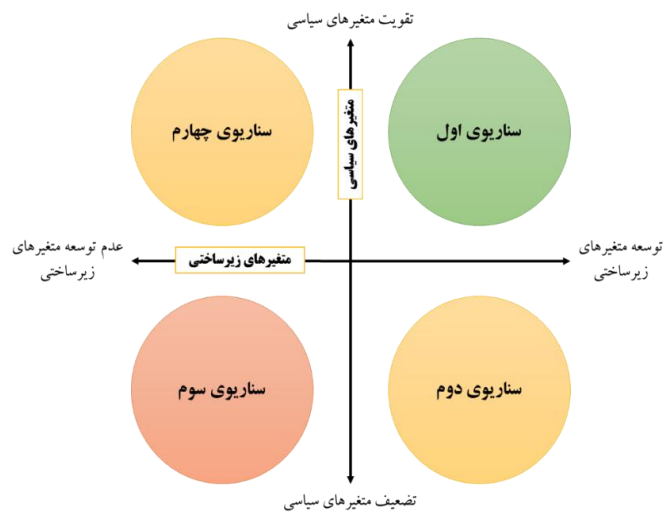 تقویت متغیرهای سیاسی
سناریوی اول
متغیرهای سیاسی
سناریوی چهارم
توسعه متغیرهای
زیرساختی
متغیرهای زیرساختی
عدم توسعه متغیرهای
زیرساختی
سناریوی دوم
سناریوی سوم
تضعیف متغیرهای سیاسی